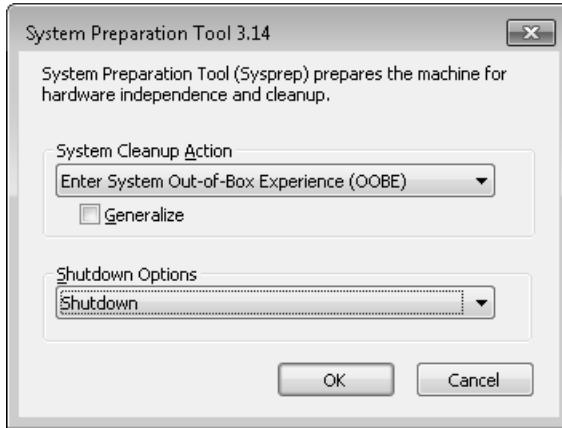 System Preparation Tool 3.14
System Preparation Tool (Sysprep) prepares the machine for
hardware independence and cleanup.
System Cleanup Action
Enter System Out-of-Box Experience (OOBE)
Generalize
Shutdown Options
Shutdown
OK Cancel